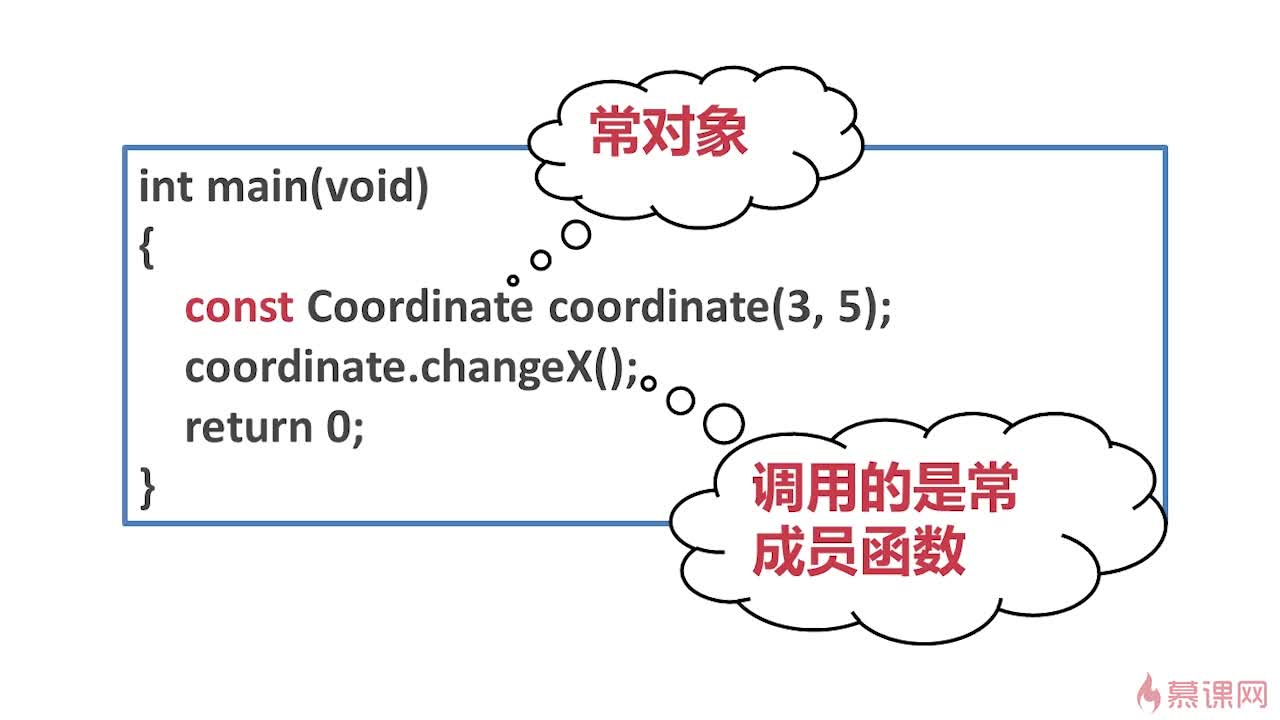 常对象
int main(void)
{
const Coordinate coordinate(3, 5);
coordinate.changeX();
return 0;
}
调用的是常
成员函数
慕课网